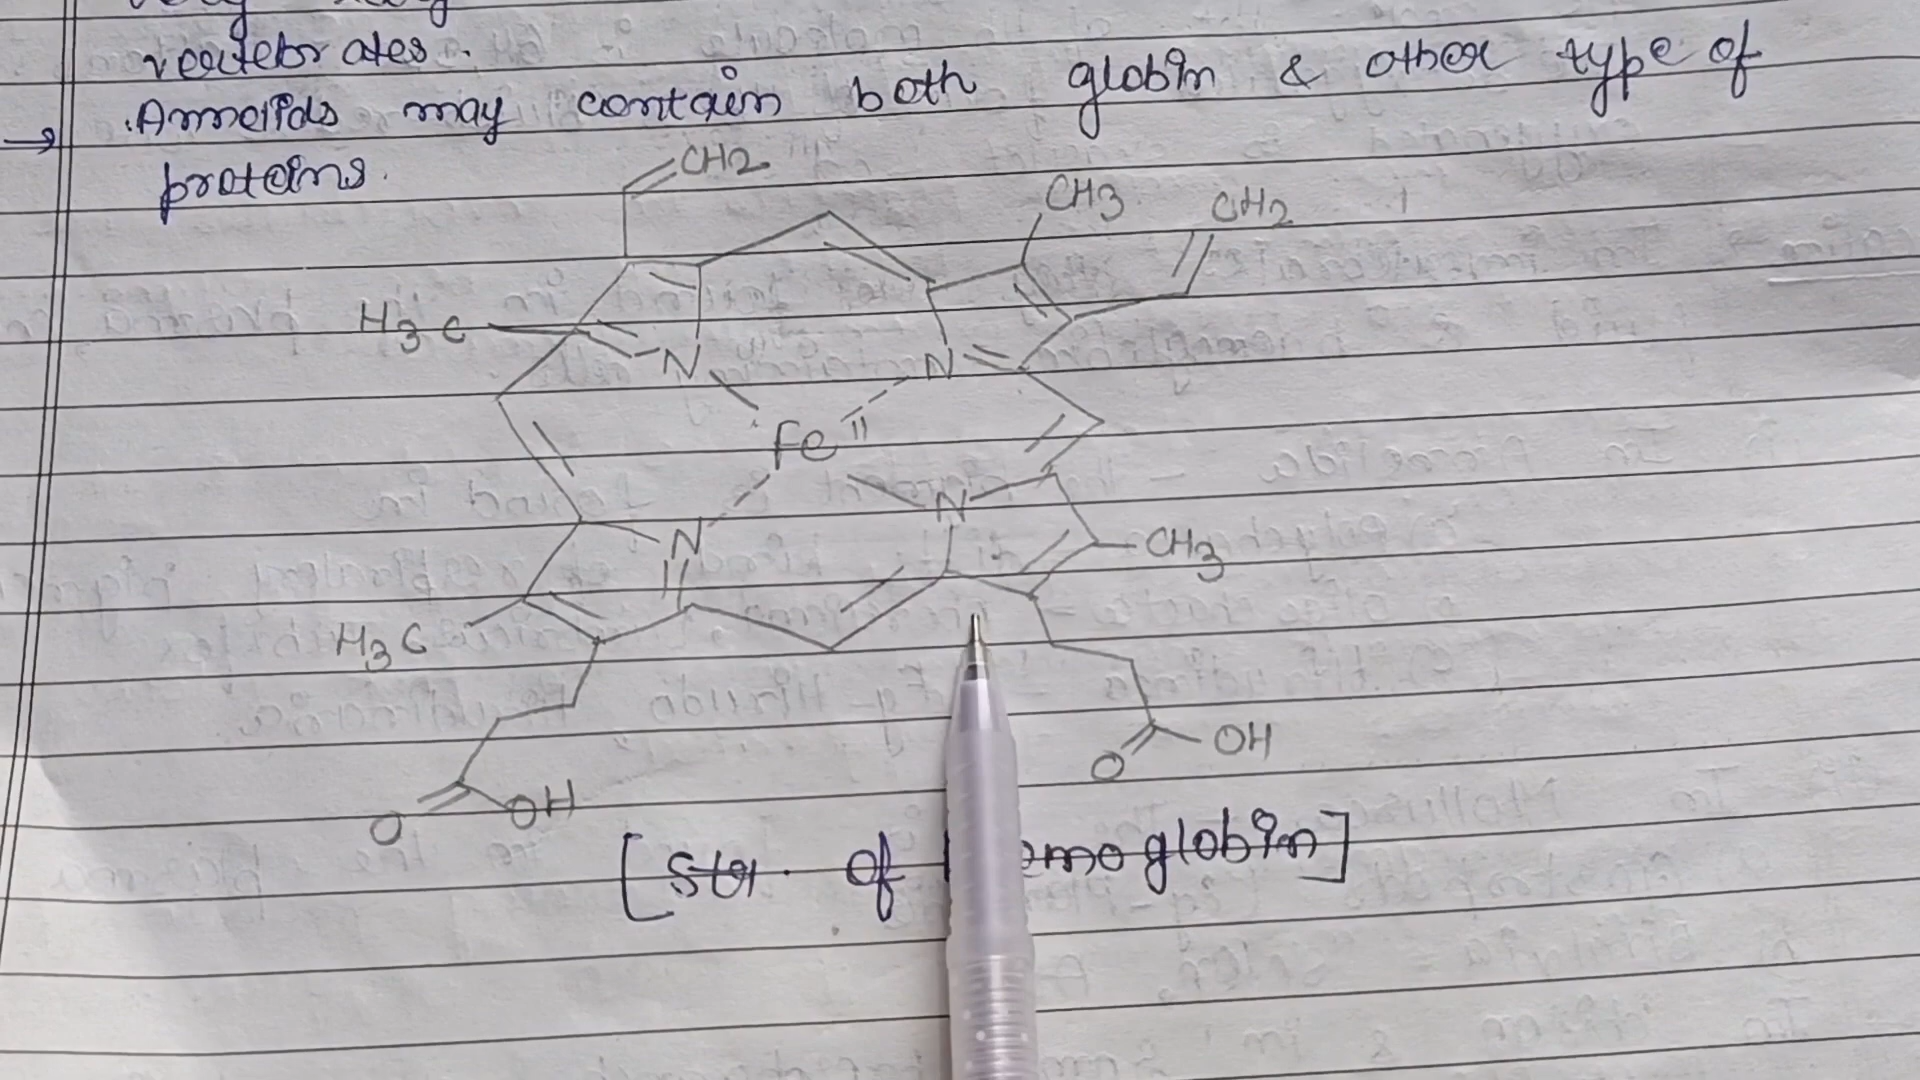 vertebrates.
→ Annelids may contain both globin & other type of
proteins.
CH2
CH3
CH2
H3C
N
N
Fe II
N
N
CH3
H3C
OH
O
O
OH
[Str. of emoglobin]